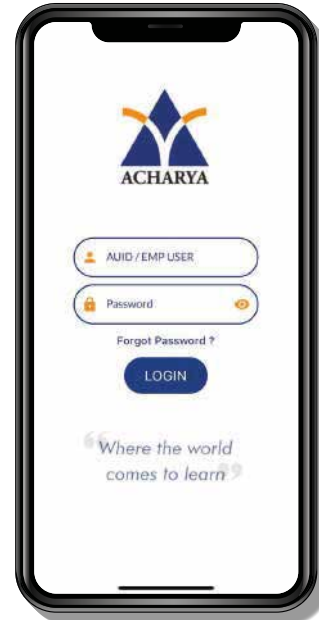 ACHARYA
AUID / EMP USER
Password
Forgot Password ?
LOGIN
“Where the world
comes to learn”